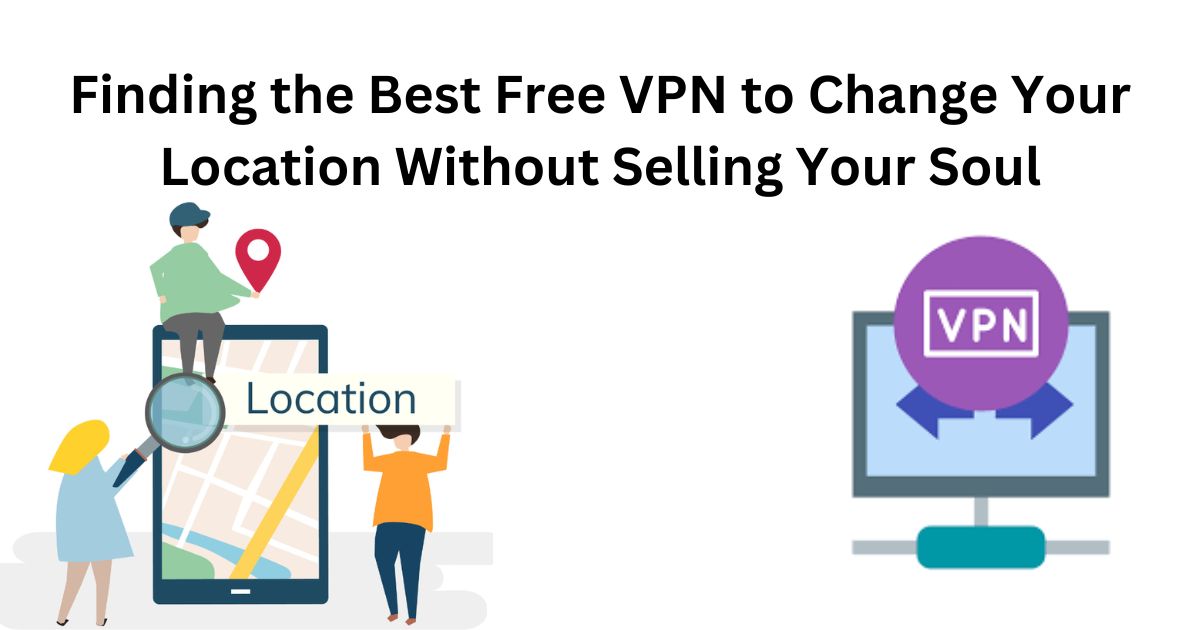 Finding the Best Free VPN to Change Your
Location Without Selling Your Soul
Location
VPN